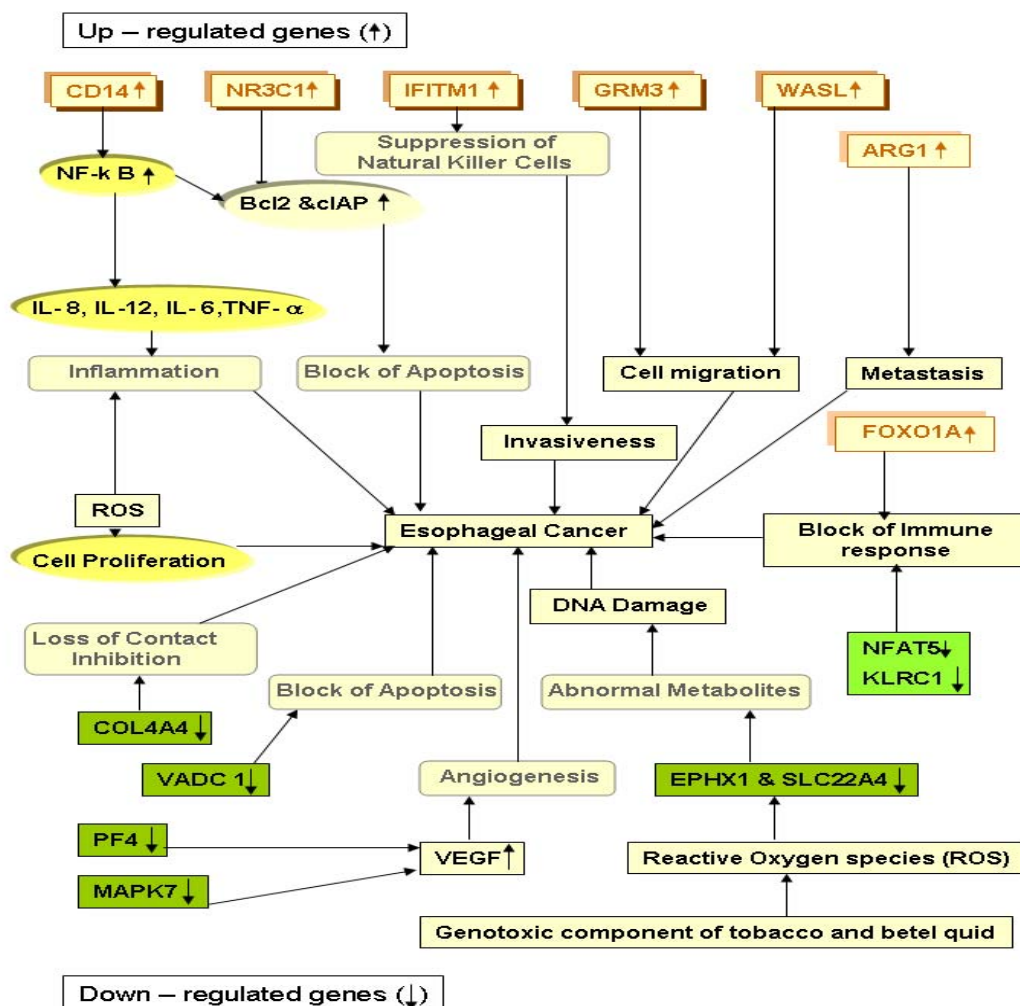 Up – regulated genes (↑)
CD14 ↑
NR3C1↑
IFITM1 ↑
GRM3 ↑
WASL↑
Suppression of
Natural Killer Cells
ARG1 ↑
NF-k B ↑
Bcl2 &cIAP ↑
IL- 8, IL-12, IL- 6,TNF- α
Inflammation
Block of Apoptosis
Cell migration
Metastasis
FOXO1A↑
Invasiveness
ROS
Esophageal Cancer
Block of Immune
response
Cell Proliferation
DNA Damage
Loss of Contact
Inhibition
NFAT5↓
KLRC1 ↓
Block of Apoptosis
Abnormal Metabolites
COL4A4 ↓
VADC 1↓
Angiogenesis
EPHX1 & SLC22A4 ↓
PF4 ↓
VEGF↑
Reactive Oxygen species (ROS)
MAPK7 ↓
Genotoxic component of tobacco and betel quid
Down – regulated genes (↓)